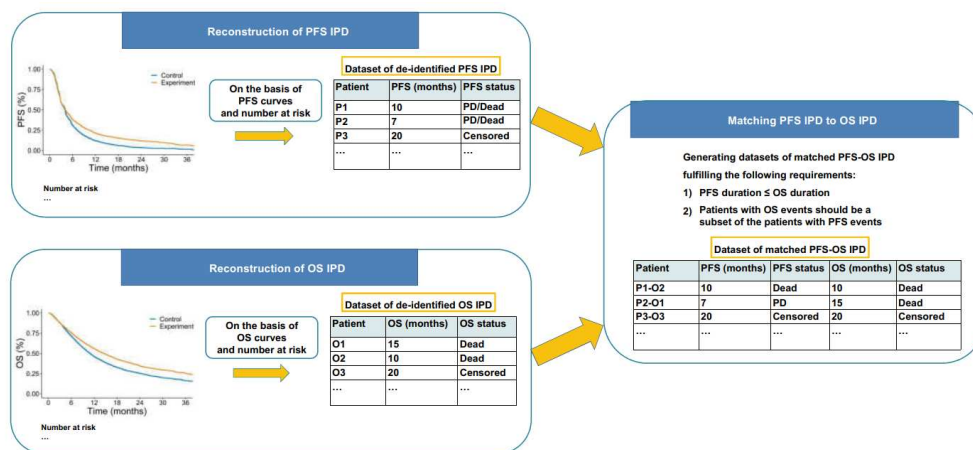 Reconstruction of PFS IPD
1.00
0.75
0.50
0.25
0.00
PFS (%)
Control
Experiment
0 6 12 18 24 30 36
Time (months)
Number at risk
...
On the basis of
PFS curves
and number at risk
Dataset of de-identified PFS IPD
Patient PFS (months) PFS status
P1 10 PD/Dead
P2 7 PD/Dead
P3 20 Censored
... ... ...
Reconstruction of OS IPD
1.00
0.75
0.50
0.25
0.00
OS (%)
Control
Experiment
0 6 12 18 24 30 36
Time (months)
Number at risk
...
On the basis of
OS curves
and number at risk
Dataset of de-identified OS IPD
Patient OS (months) OS status
O1 15 Dead
O2 10 Dead
O3 20 Censored
... ... ...
Matching PFS IPD to OS IPD
Generating datasets of matched PFS-OS IPD
fulfilling the following requirements:
1) PFS duration ≤ OS duration
2) Patients with OS events should be a
subset of the patients with PFS events
Dataset of matched PFS-OS IPD
Patient PFS (months) PFS status OS (months) OS status
P1-O2 10 Dead 10 Dead
P2-O1 7 PD 15 Dead
P3-O3 20 Censored 20 Censored
... ... ... ... ...